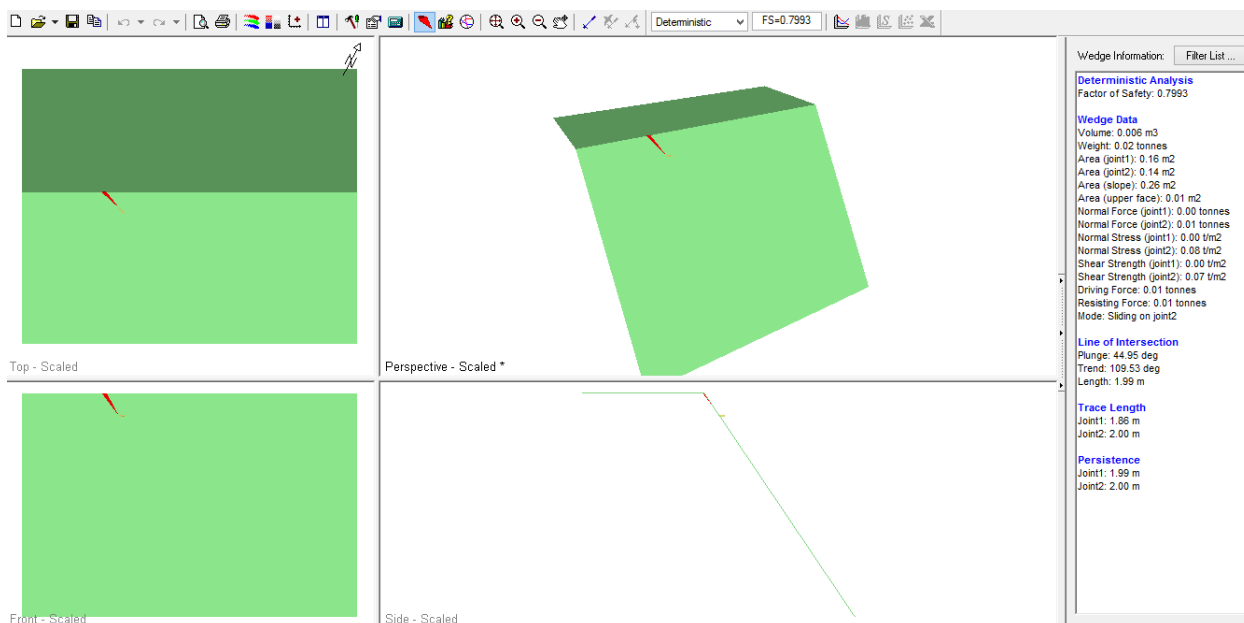 Deterministic
FS=0.7993
N
Top - Scaled
Perspective - Scaled *
Front - Scaled
Side - Scaled
Wedge Information:
Filter List ...
Deterministic Analysis
Factor of Safety: 0.7993
Wedge Data
Volume: 0.006 m3
Weight: 0.02 tonnes
Area (joint1): 0.16 m2
Area (joint2): 0.14 m2
Area (slope): 0.26 m2
Area (upper face): 0.01 m2
Normal Force (joint1): 0.00 tonnes
Normal Force (joint2): 0.01 tonnes
Normal Stress (joint1): 0.00 t/m2
Normal Stress (joint2): 0.08 t/m2
Shear Strength (joint1): 0.00 t/m2
Shear Strength (joint2): 0.07 t/m2
Driving Force: 0.01 tonnes
Resisting Force: 0.01 tonnes
Mode: Sliding on joint2
Line of Intersection
Plunge: 44.95 deg
Trend: 109.53 deg
Length: 1.99 m
Trace Length
Joint1: 1.86 m
Joint2: 2.00 m
Persistence
Joint1: 1.99 m
Joint2: 2.00 m